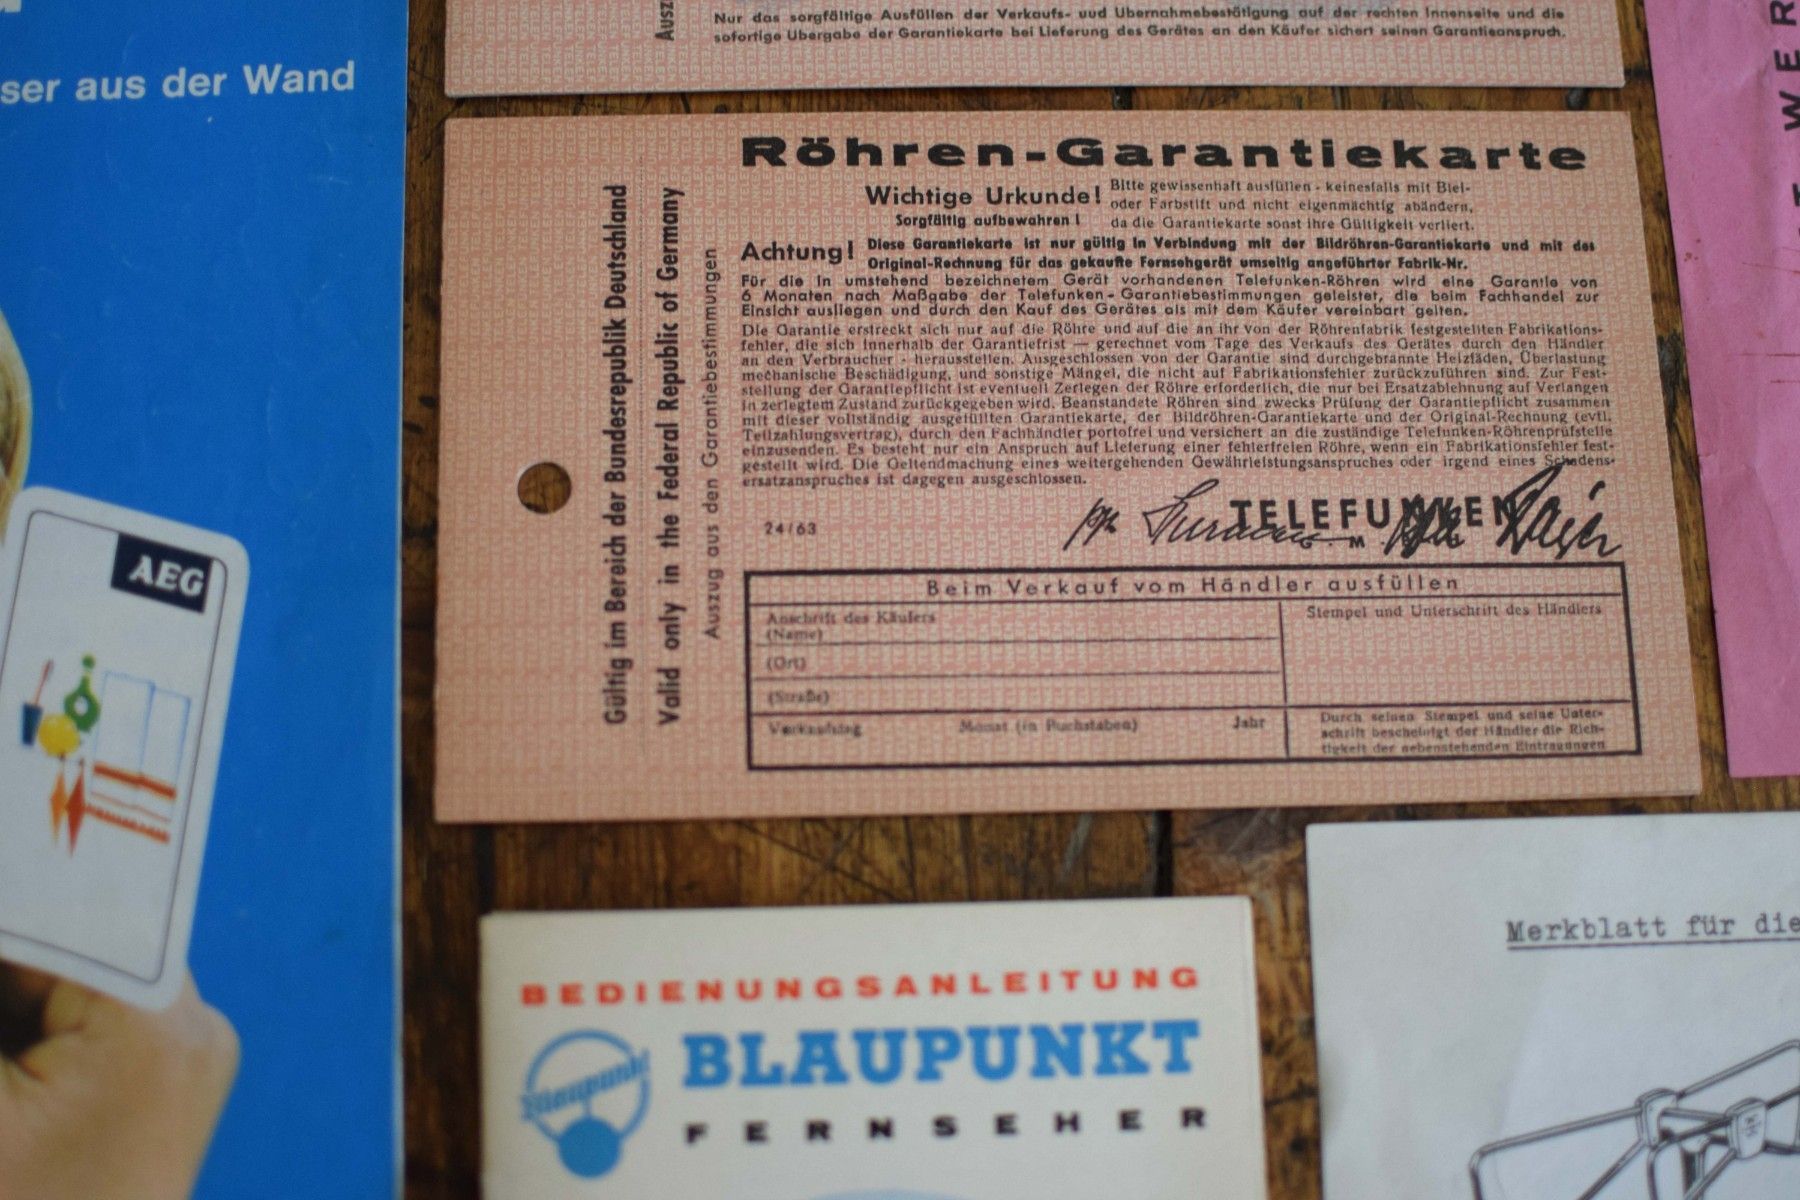 ser aus der Wand
AEG
Ausz
Nur das sorgfältige Ausfüllen der Verkaufs- uud Ubernahmebestätigung auf der rechten Innenseite und die
sofortige Ubergabe der Garantiekarte bei Lieferung des Gerätes an den Käufer sichert seinen Garantieanspruch.
WER
Gültig im Bereich der Bundesrepublik Deutschland
Valid only in the Federal Republic of Germany
Auszug aus den Garantiebestimmungen
Röhren-Garantiekarte
Wichtige Urkunde!
Sorgfältig aufbewahren !
Bitte gewissenhaft ausfüllen - keinesfalls mit Blei-
oder Farbstift und nicht eigenmächtig abändern,
da die Garantiekarte sonst ihre Gültigkeit verliert.
Achtung!
Diese Garantiekarte ist nur gültig in Verbindung mit der Bildröhren-Garantiekarte und mit der
Original-Rechnung für das gekaufte Fernsehgerät umseitig angeführter Fabrik-Nr.
Für die in umstehend bezeichnetem Gerät vorhandenen Telefunken-Röhren wird eine Garantie von
6 Monaten nach Maßgabe der Telefunken-Garantiebestimmungen geleistet, die beim Fachhandel zur
Einsicht ausliegen und durch den Kauf des Gerätes als mit dem Käufer vereinbart gelten.
Die Garantie erstreckt sich nur auf die Röhre und auf die an ihr von der Röhrenfabrik festgestellten Fabrikations-
fehler, die sich innerhalb der Garantiefrist — gerechnet vom Tage des Verkaufs des Gerätes durch den Händler
an den Verbraucher - herausstellen. Ausgeschlossen von der Garantie sind durchgebrannte Heizfäden, Überlastung
mechanische Beschädigung, und sonstige Mängel, die nicht auf Fabrikationsfehler zurückzuführen sind. Zur Fest-
stellung der Garantiepflicht ist eventuell Zerlegen der Röhre erforderlich, die nur bei Ersatzablehnung auf Verlangen
in zerlegtem Zustand zurückgegeben wird. Beanstandete Röhren sind zwecks Prüfung der Garantiepflicht zusammen
mit dieser vollständig ausgefüllten Garantiekarte, der Bildröhren-Garantiekarte und der Original-Rechnung (evtl.
Teilzahlungsvertrag), durch den Fachhändler portofrei und versichert an die zuständige Telefunken-Röhrenprüfstelle
einzusenden. Es besteht nur ein Anspruch auf Lieferung einer fehlerfreien Röhre, wenn ein Fabrikationsfehler fest-
gestellt wird. Die Geltendmachung eines weitergehenden Gewährleistungsanspruches oder irgend eines Schadens-
ersatzanspruches ist dagegen ausgeschlossen.
24/63
TELEFUNKEN
Beim Verkauf vom Händler ausfüllen
Anschrift des Käufers
(Name)
(Ort)
(Straße)
Verkaufstag Monat (in Buchstaben) Jahr
Stempel und Unterschrift des Händlers
Durch seinen Stempel und seine Unter-
schrift bescheinigt der Händler die Rich-
tigkeit der nebenstehenden Eintragungen
BEDIENUNGSANLEITUNG
Blaupunkt
BLAUPUNKT
FERNSEHER
Merkblatt für die